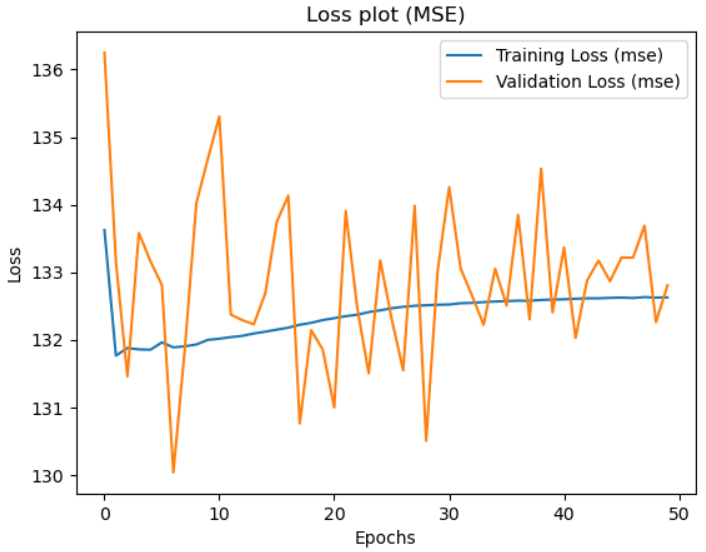 Loss plot (MSE)
Training Loss (mse)
Validation Loss (mse)
136
135
134
133
132
131
130
Loss
0
10
20
30
40
50
Epochs